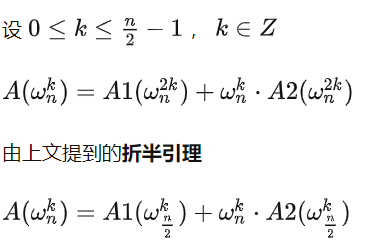 设 $0 \leq k \leq \frac{n}{2} - 1$ ， $k \in Z$
$A(\omega_n^k) = A1(\omega_n^{2k}) + \omega_n^k \cdot A2(\omega_n^{2k})$
由上文提到的折半引理
$A(\omega_n^k) = A1(\omega_{\frac{n}{2}}^k) + \omega_n^k \cdot A2(\omega_{\frac{n}{2}}^k)$